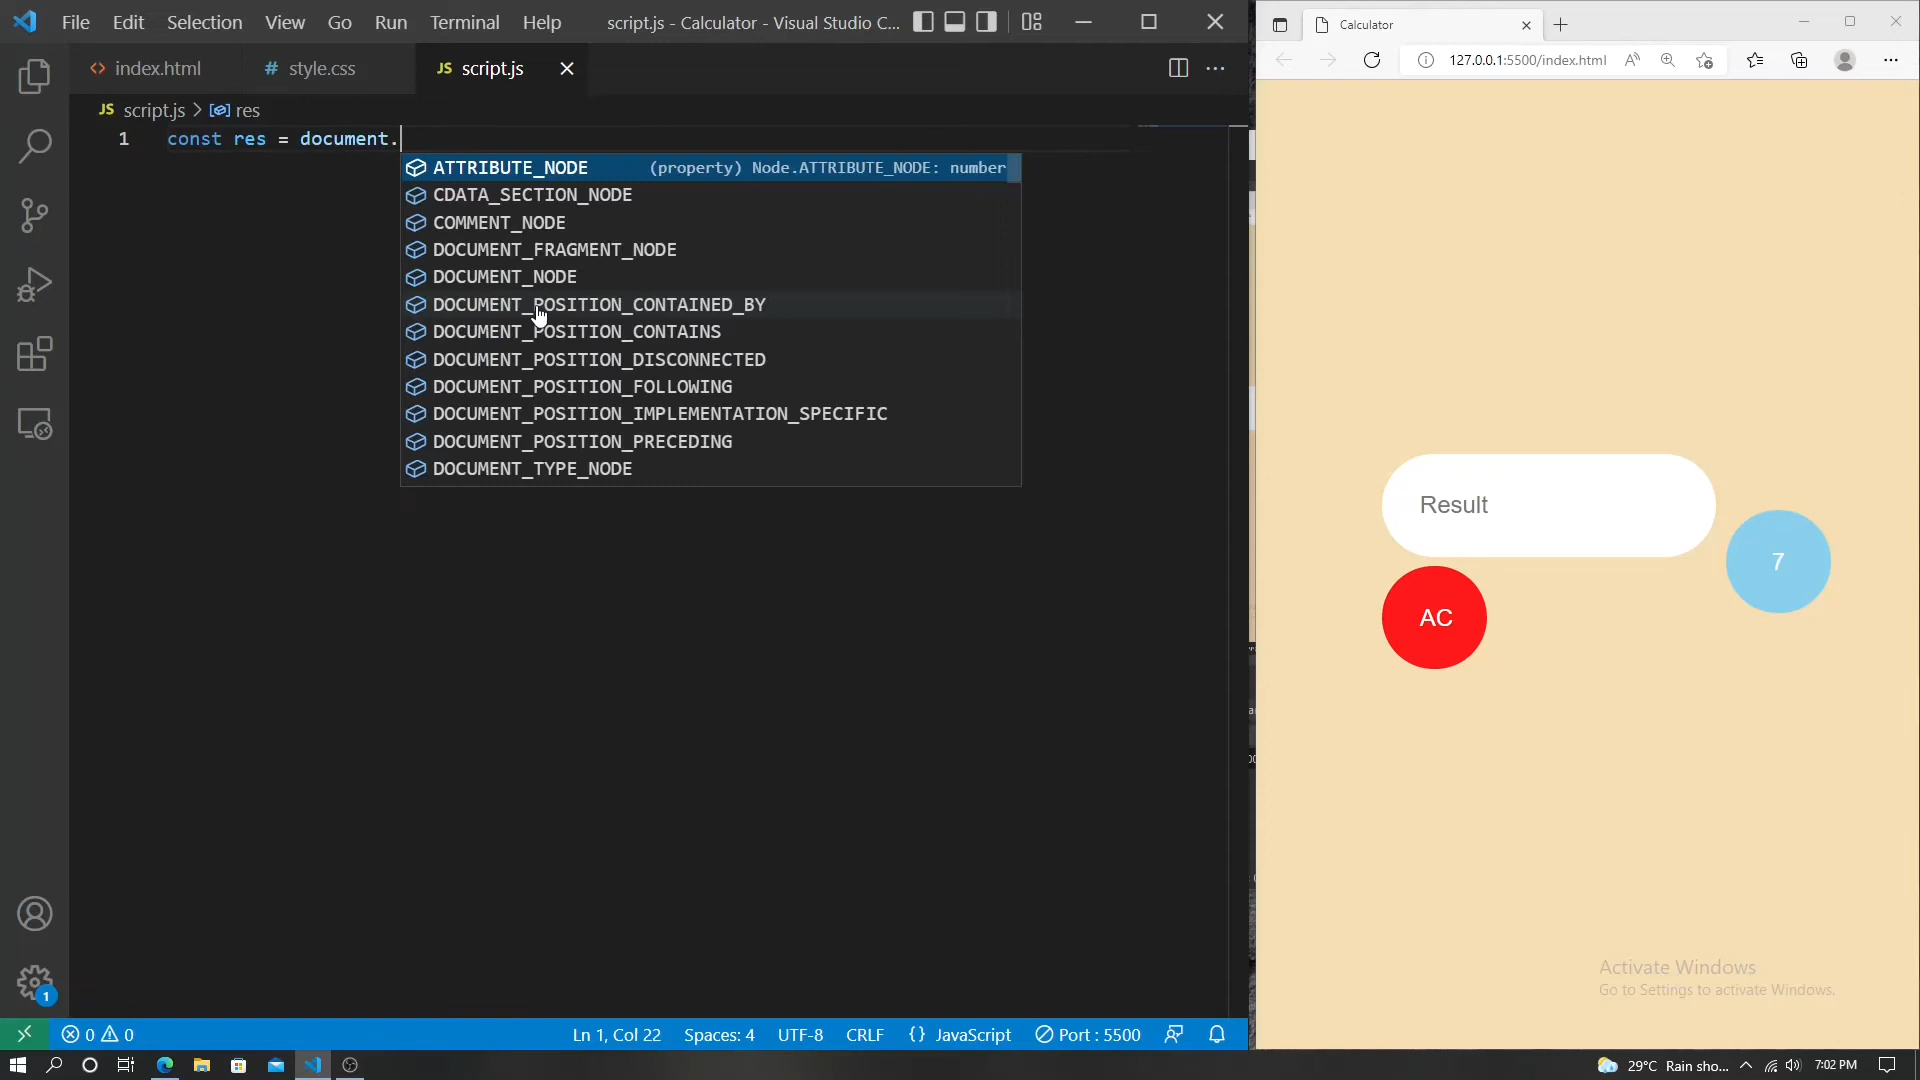 File Edit Selection View Go Run Terminal Help script.js - Calculator - Visual Studio C...
index.html # style.css JS script.js
JS script.js > res
1 const res = document.
ATTRIBUTE_NODE (property) Node.ATTRIBUTE_NODE: number
CDATA_SECTION_NODE
COMMENT_NODE
DOCUMENT_FRAGMENT_NODE
DOCUMENT_NODE
DOCUMENT_POSITION_CONTAINED_BY
DOCUMENT_POSITION_CONTAINS
DOCUMENT_POSITION_DISCONNECTED
DOCUMENT_POSITION_FOLLOWING
DOCUMENT_POSITION_IMPLEMENTATION_SPECIFIC
DOCUMENT_POSITION_PRECEDING
DOCUMENT_TYPE_NODE
1
0 0 Ln 1, Col 22 Spaces: 4 UTF-8 CRLF {} JavaScript Port : 5500
Calculator
127.0.0.1:5500/index.html
Result
7
AC
Activate Windows
Go to Settings to activate Windows.
29°C Rain sho... 7:02 PM